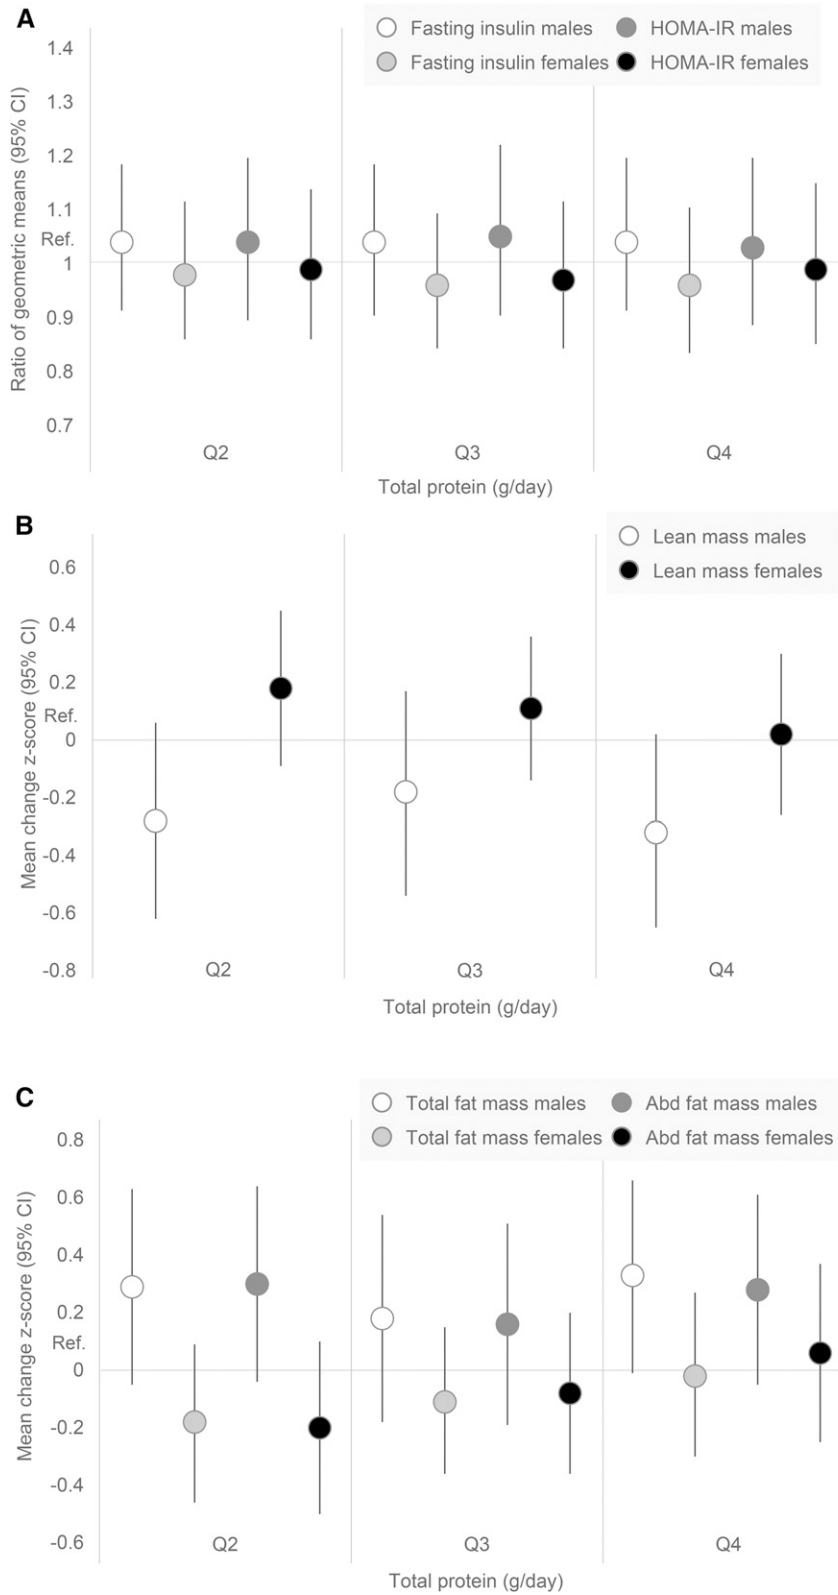 A
Fasting insulin males
HOMA-IR males
Fasting insulin females
HOMA-IR females
Ratio of geometric means (95% CI)
1.4
1.3
1.2
1.1
Ref.
1
0.9
0.8
0.7
Q2
Q3
Q4
Total protein (g/day)
B
Lean mass males
Lean mass females
Mean change z-score (95% CI)
0.6
0.4
0.2
Ref.
0
-0.2
-0.4
-0.6
-0.8
Q2
Q3
Q4
Total protein (g/day)
C
Total fat mass males
Abd fat mass males
Total fat mass females
Abd fat mass females
Mean change z-score (95% CI)
0.8
0.6
0.4
0.2
Ref.
0
-0.2
-0.4
-0.6
Q2
Q3
Q4
Total protein (g/day)